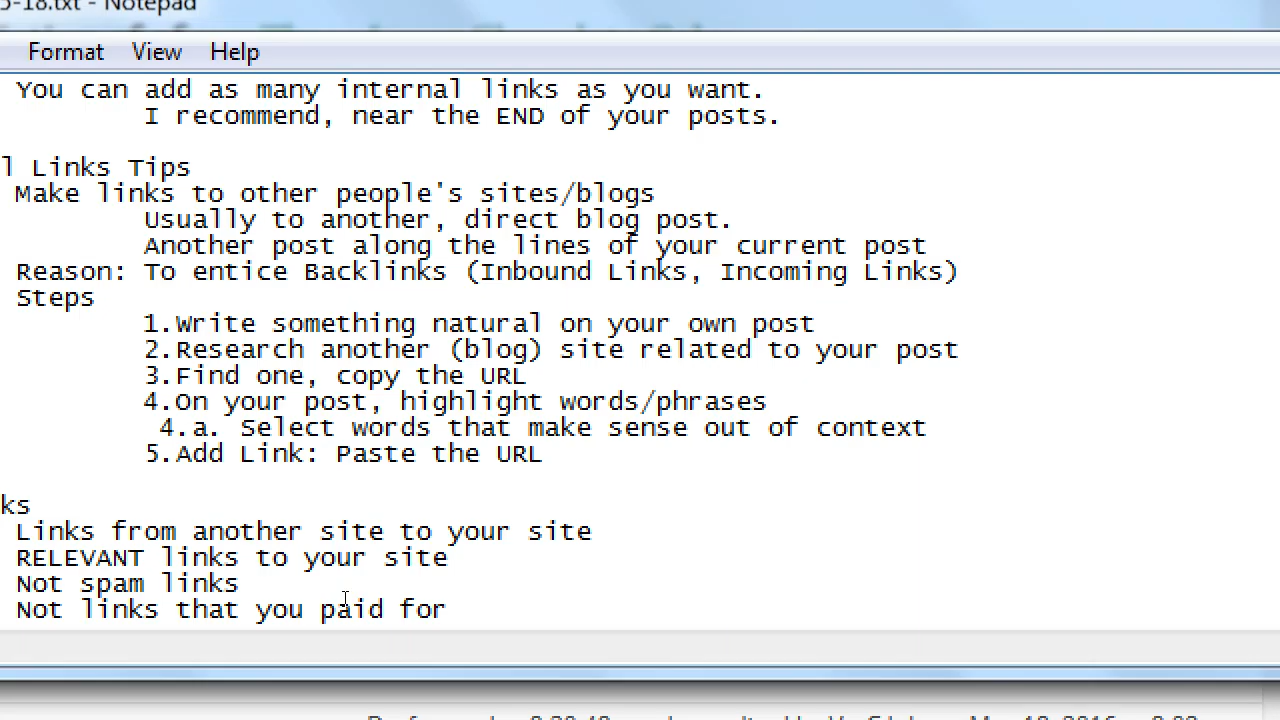 5-18.txt - Notepad
Format View Help
You can add as many internal links as you want.
I recommend, near the END of your posts.
l Links Tips
Make links to other people's sites/blogs
Usually to another, direct blog post.
Another post along the lines of your current post
Reason: To entice Backlinks (Inbound Links, Incoming Links)
Steps
1.Write something natural on your own post
2.Research another (blog) site related to your post
3.Find one, copy the URL
4.On your post, highlight words/phrases
4.a. Select words that make sense out of context
5.Add Link: Paste the URL
ks
Links from another site to your site
RELEVANT links to your site
Not spam links
Not links that you paid for